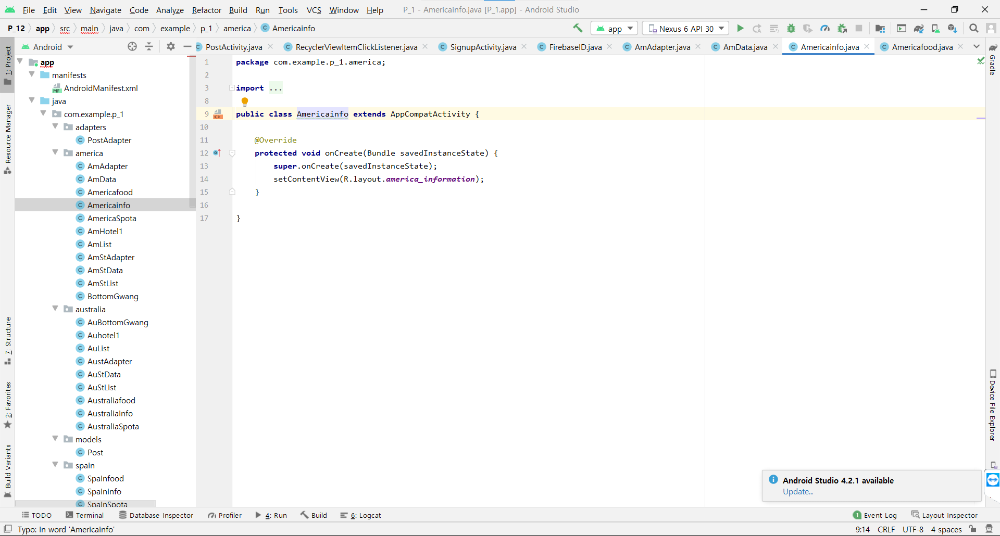 File Edit View Navigate Code Analyze Refactor Build Run Tools VCS Window Help P_1 - Americainfo.java [P_1.app] - Android Studio
P_12 app src main java com example p_1 america Americainfo app Nexus 6 API 30
Android PostActivity.java RecyclerViewItemClickListener.java SignupActivity.java FirebaseID.java AmAdapter.java AmData.java Americainfo.java Americafood.java
1: Project
Resource Manager
7: Structure
2: Favorites
Build Variants
app
manifests
AndroidManifest.xml
java
com.example.p_1
adapters
PostAdapter
america
AmAdapter
AmData
Americafood
Americainfo
AmericaSpota
AmHotel1
AmList
AmStAdapter
AmStData
AmStList
BottomGwang
australia
AuBottomGwang
Auhotel1
AuList
AustAdapter
AuStData
AuStList
Australiafood
Australiainfo
AustraliaSpota
models
Post
spain
Spainfood
Spaininfo
SpainSpota
1 package com.example.p_1.america;
2
3 import ...
8
9 public class Americainfo extends AppCompatActivity {
10
11 @Override
12 protected void onCreate(Bundle savedInstanceState) {
13 super.onCreate(savedInstanceState);
14 setContentView(R.layout.america_information);
15 }
16
17 }
Gradle
Device File Explorer
Android Studio 4.2.1 available
Update...
TODO Terminal Database Inspector Profiler 4: Run Build 6: Logcat 1 Event Log Layout Inspector
Typo: In word 'Americainfo' 9:14 CRLF UTF-8 4 spaces